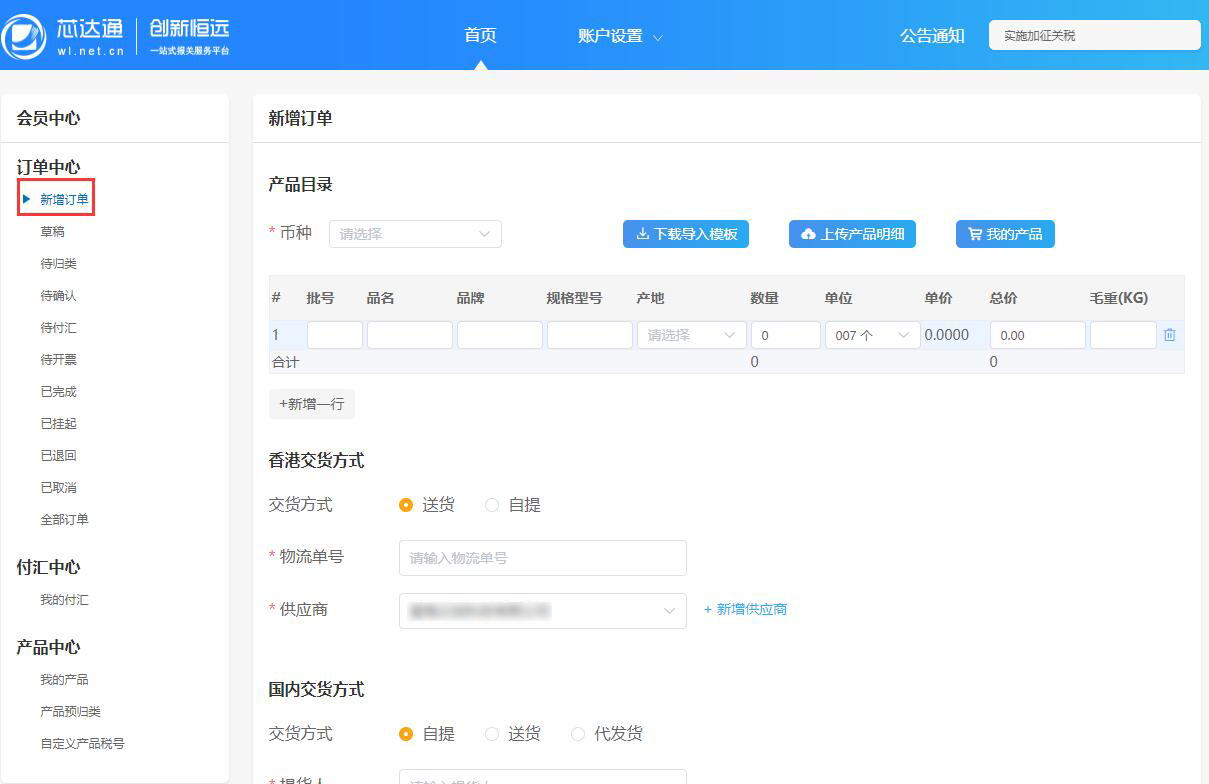 芯达通 创新恒远
wl.net.cn 一站式报关服务平台
首页 账户设置 公告通知 实施加征关税
会员中心
订单中心
新增订单
草稿
待归类
待确认
待付汇
待开票
已完成
已挂起
已退回
已取消
全部订单
付汇中心
我的付汇
产品中心
我的产品
产品预归类
自定义产品税号
新增订单
产品目录
* 币种 请选择 下载导入模板 上传产品明细 我的产品
# 批号 品名 品牌 规格型号 产地 数量 单位 单价 总价 毛重(KG)
1 请选择 0 007 个 0.0000 0.00
合计 0 0
+新增一行
香港交货方式
交货方式 送货 自提
* 物流单号 请输入物流单号
* 供应商 + 新增供应商
国内交货方式
交货方式 自提 送货 代发货
* 提货人